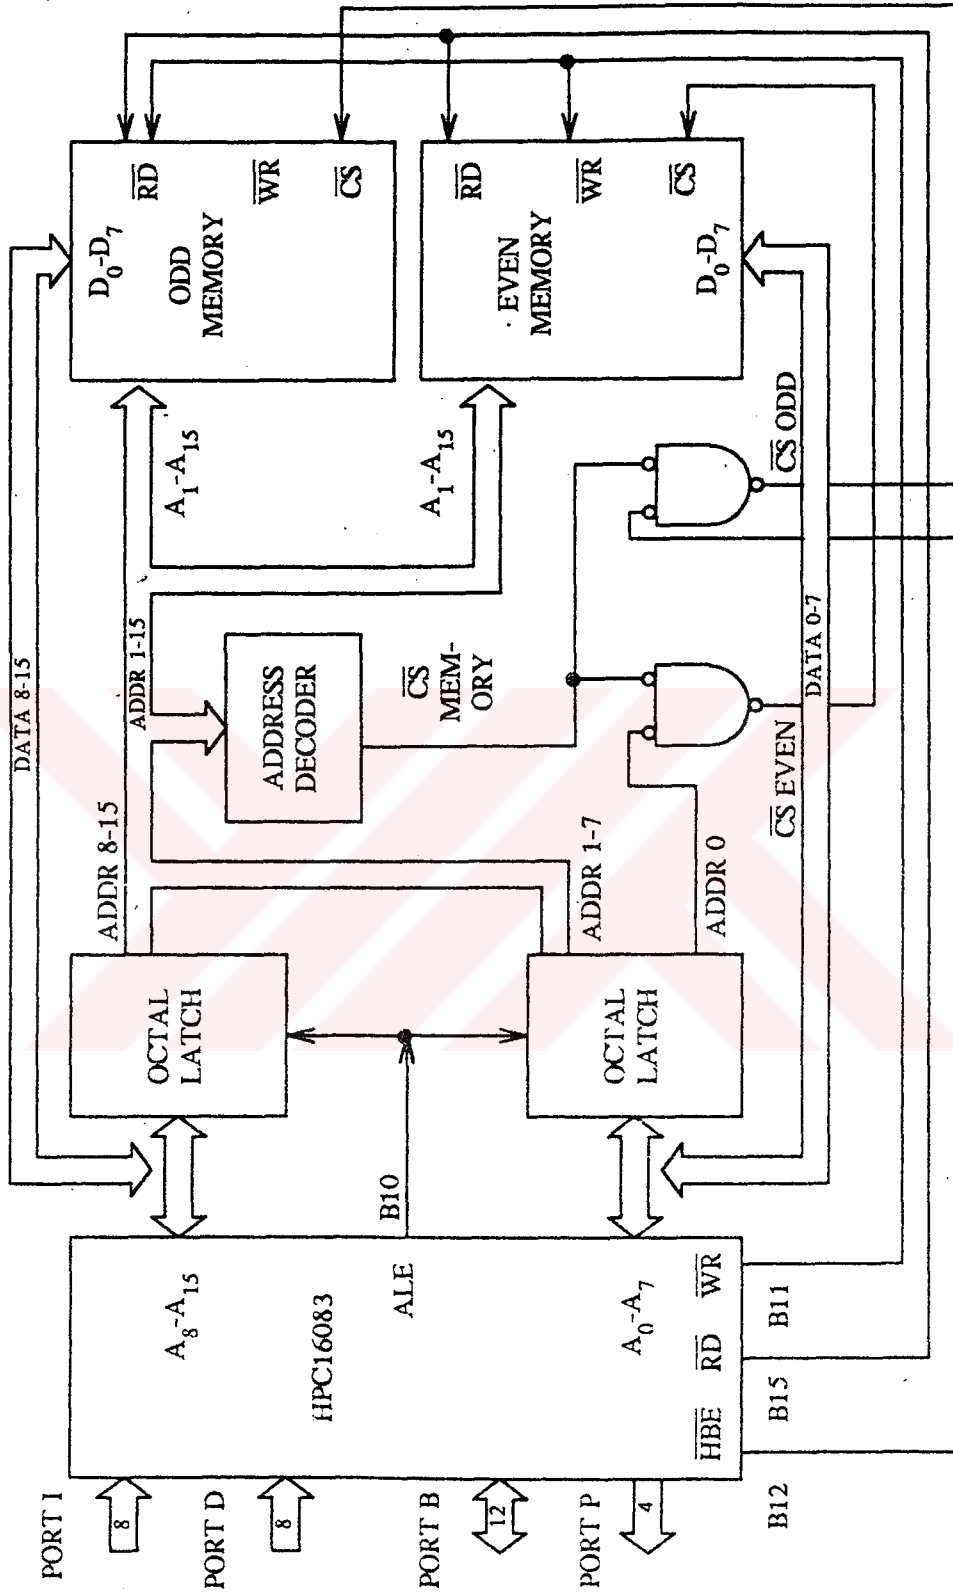 PORT I
8
PORT D
8
PORT B
12
PORT P
4
HPC16083
A8-A15
ALE
A0-A7
HBE
RD
WR
B12
B15
B11
B10
OCTAL
LATCH
OCTAL
LATCH
ADDR 8-15
ADDR 1-7
ADDR 0
DATA 8-15
ADDR 1-15
ADDRESS
DECODER
CS
MEM-
ORY
CS EVEN
CS ODD
DATA 0-7
A1-A15
A1-A15
D0-D7
RD
WR
CS
ODD
MEMORY
RD
WR
CS
EVEN
MEMORY
D0-D7